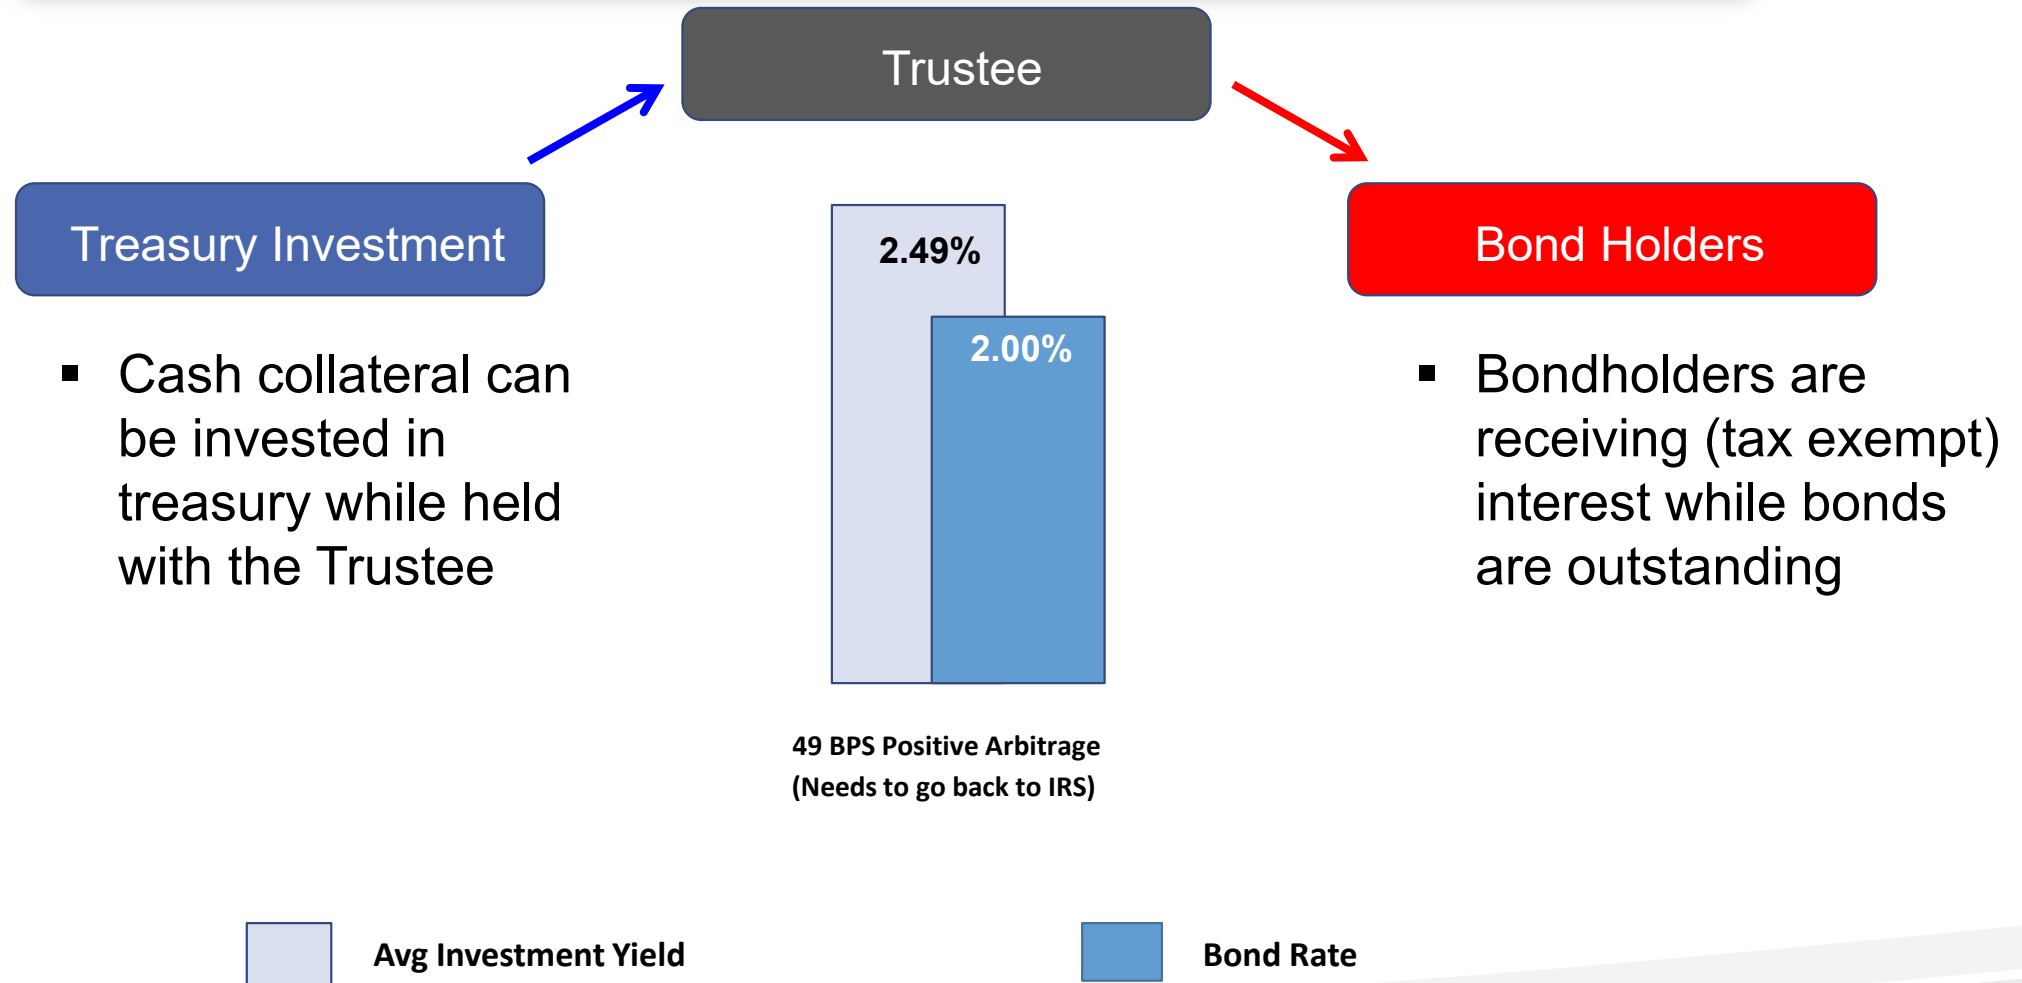 Trustee
Treasury Investment
Bond Holders
2.49%
2.00%
▪ Cash collateral can
be invested in
treasury while held
with the Trustee
▪ Bondholders are
receiving (tax exempt)
interest while bonds
are outstanding
49 BPS Positive Arbitrage
(Needs to go back to IRS)
Avg Investment Yield
Bond Rate